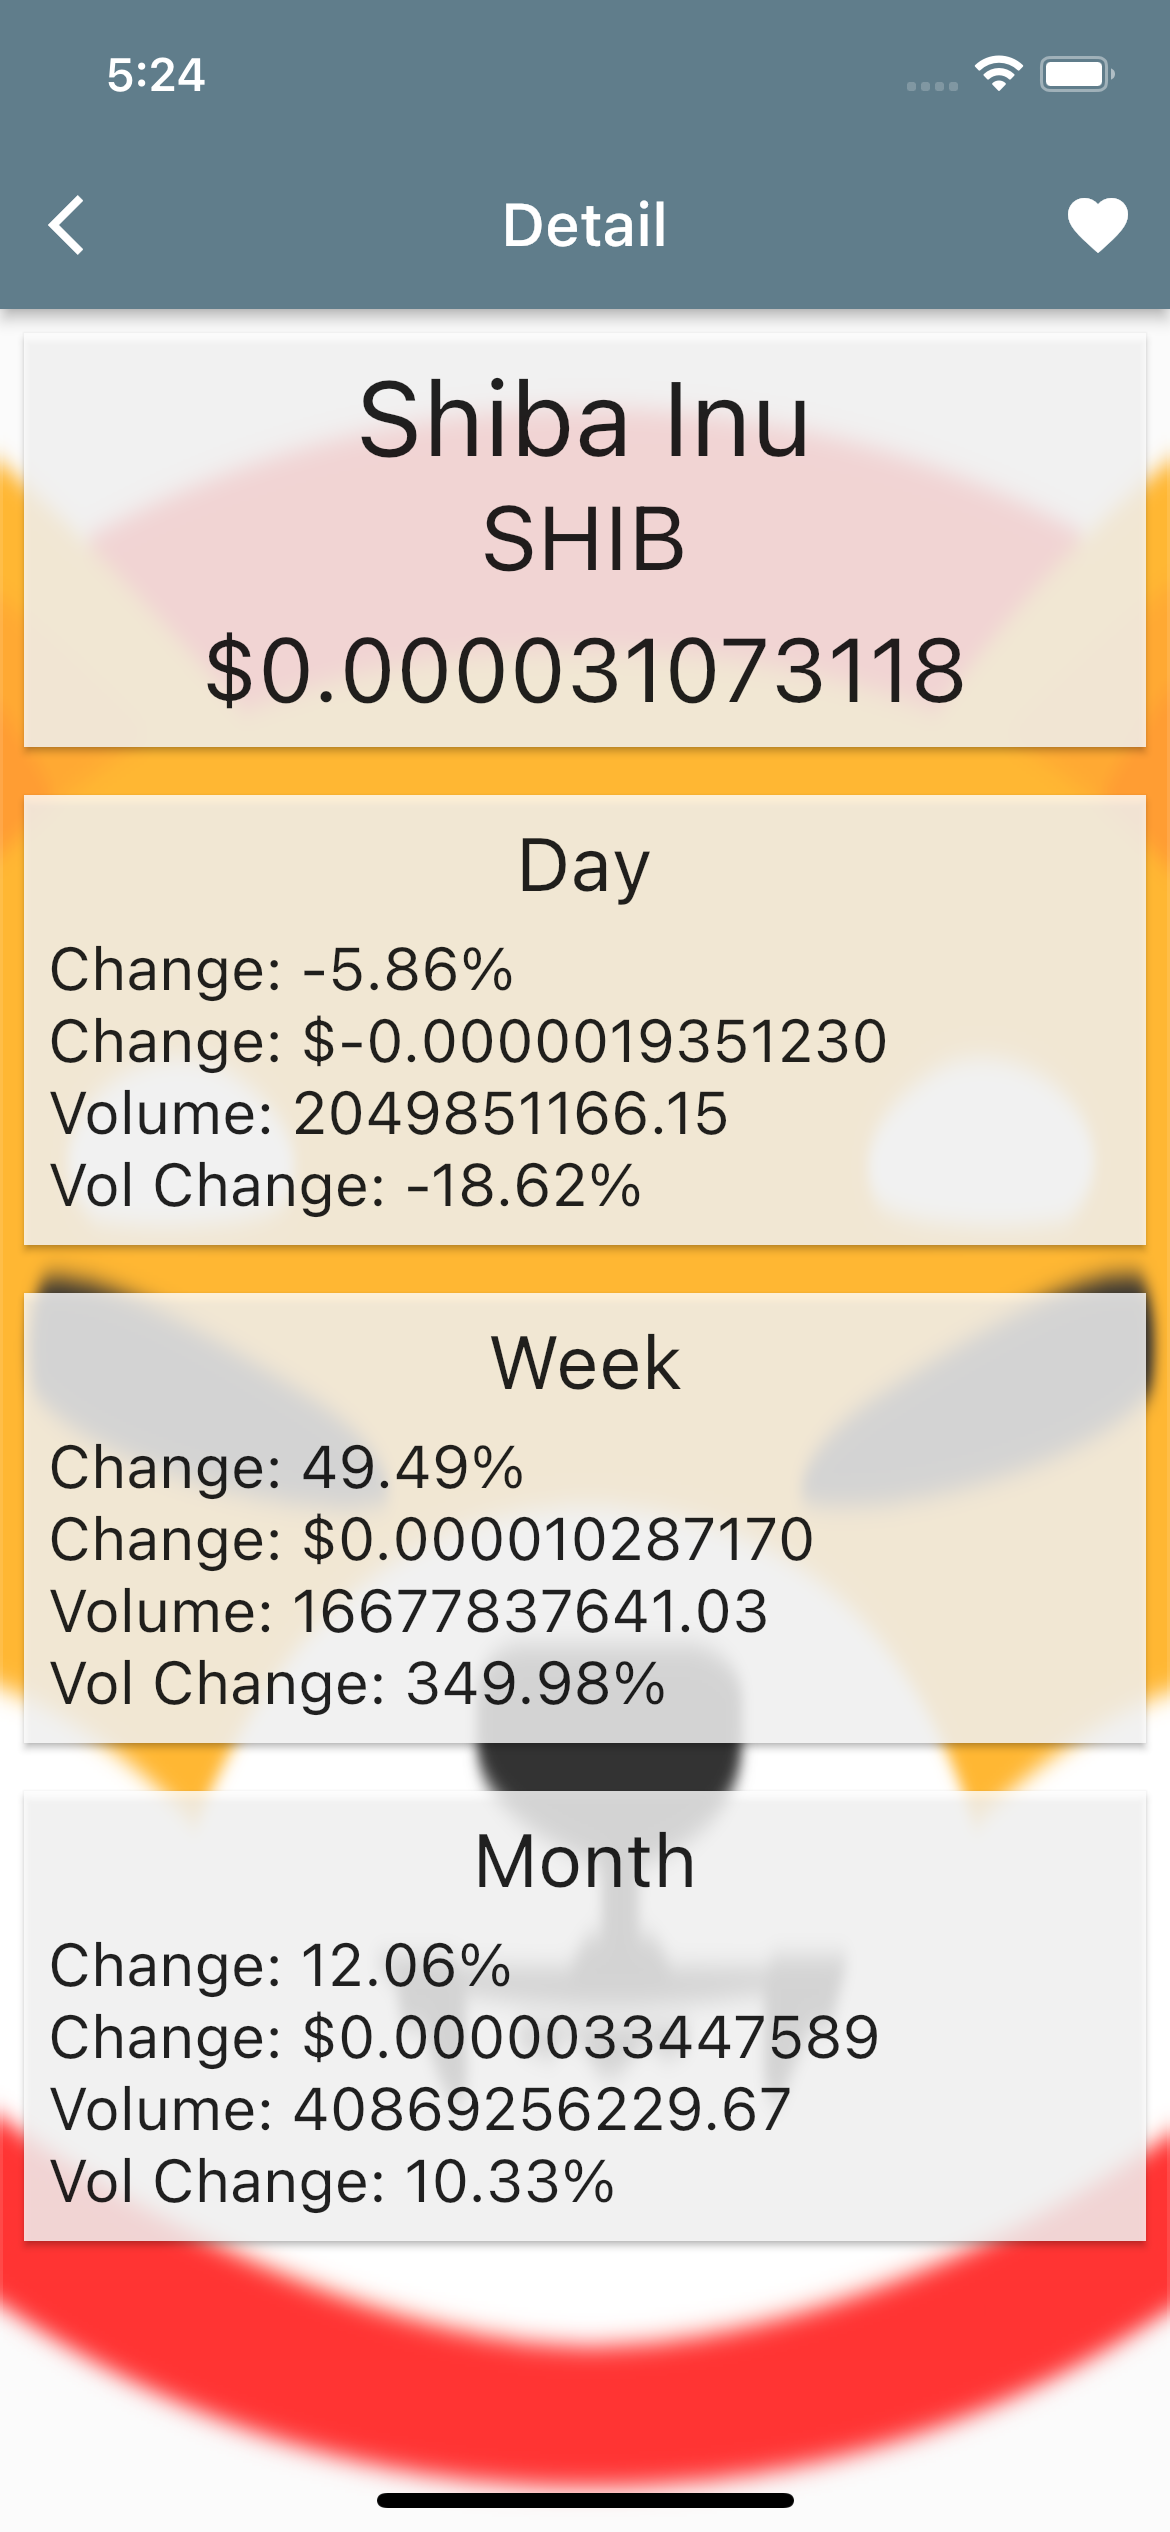 5:24
Detail
Shiba Inu
SHIB
$0.000031073118
Day
Change: -5.86%
Change: $-0.0000019351230
Volume: 2049851166.15
Vol Change: -18.62%
Week
Change: 49.49%
Change: $0.000010287170
Volume: 16677837641.03
Vol Change: 349.98%
Month
Change: 12.06%
Change: $0.0000033447589
Volume: 40869256229.67
Vol Change: 10.33%